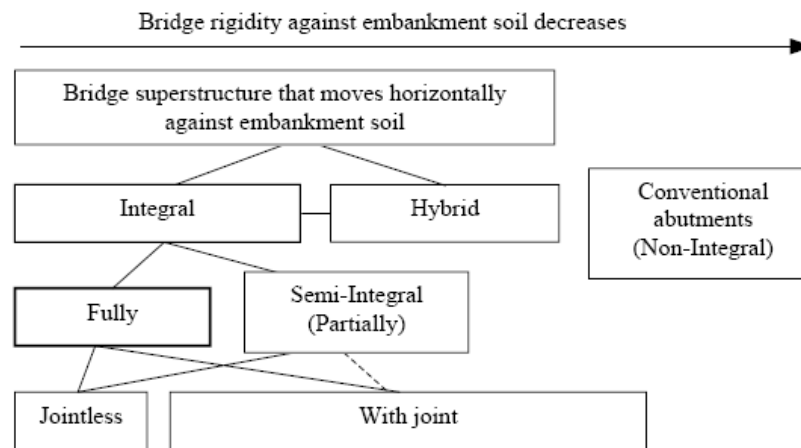 Bridge rigidity against embankment soil decreases
Bridge superstructure that moves horizontally
against embankment soil
Integral
Hybrid
Conventional
abutments
(Non-Integral)
Fully
Semi-Integral
(Partially)
Jointless
With joint